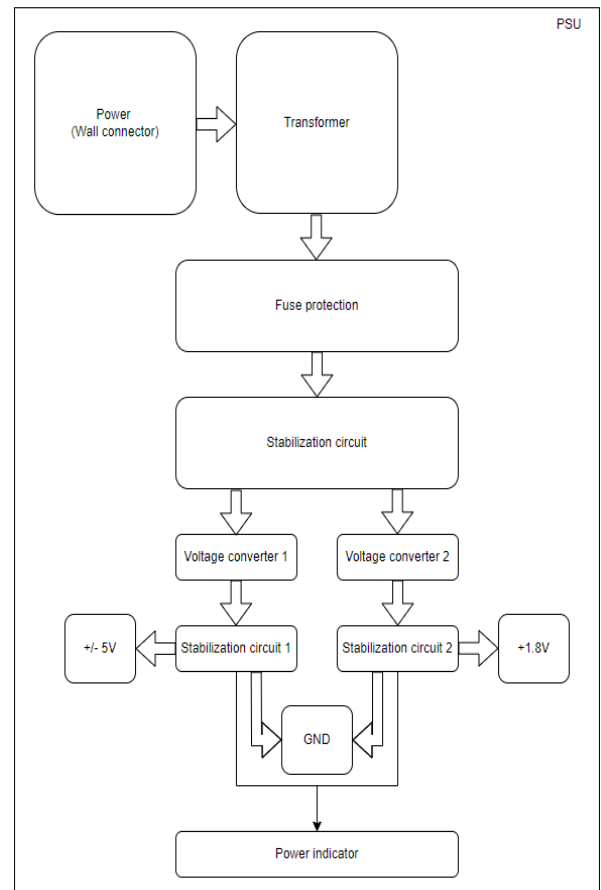 PSU
Power
(Wall connector)
Transformer
Fuse protection
Stabilization circuit
Voltage converter 1
Voltage converter 2
+/- 5V
Stabilization circuit 1
Stabilization circuit 2
+1.8V
GND
Power indicator